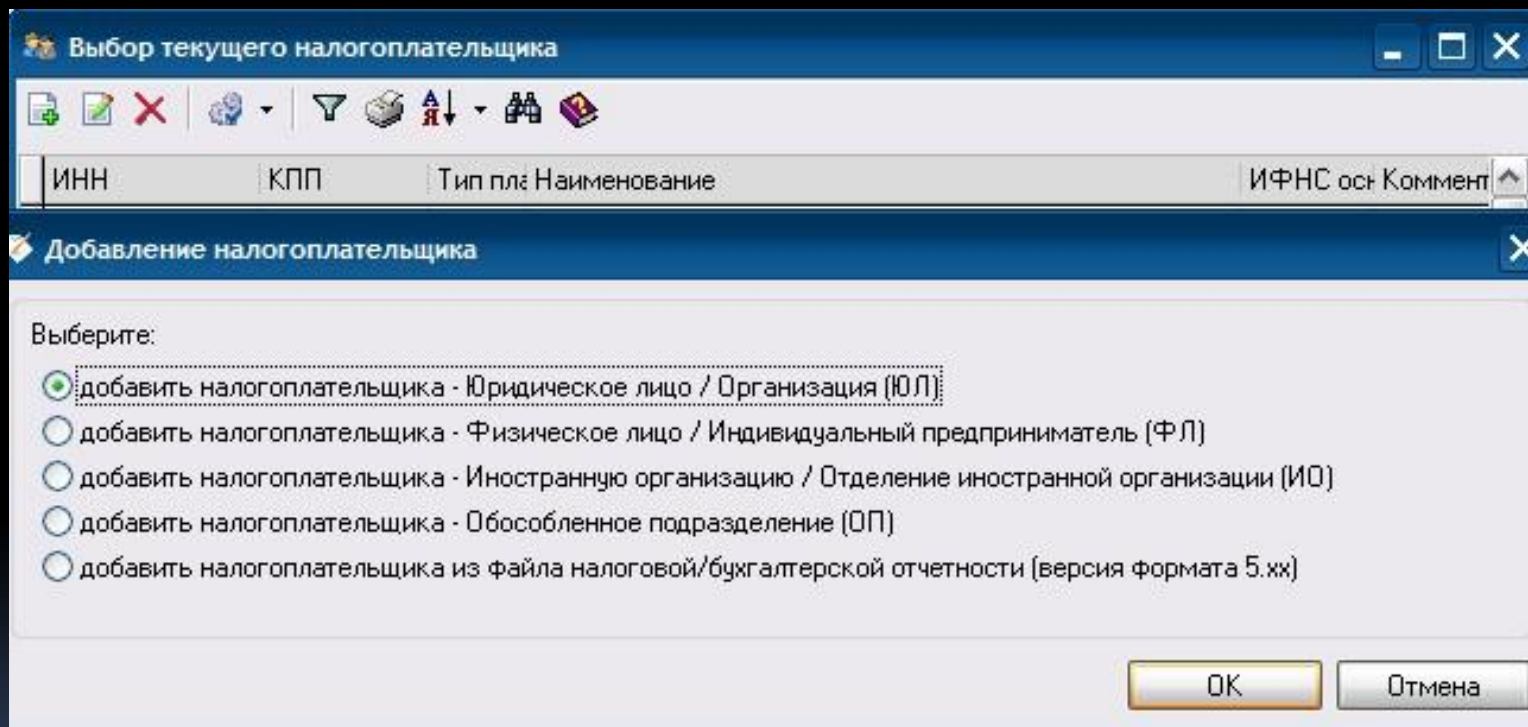 Выбор текущего налогоплательщика
ИНН КПП Тип пла Наименование ИФНС осн Коммент
Добавление налогоплательщика
Выберите:
добавить налогоплательщика - Юридическое лицо / Организация (ЮЛ)
добавить налогоплательщика - Физическое лицо / Индивидуальный предприниматель (ФЛ)
добавить налогоплательщика - Иностранную организацию / Отделение иностранной организации (ИО)
добавить налогоплательщика - Обособленное подразделение (ОП)
добавить налогоплательщика из файла налоговой/бухгалтерской отчетности (версия формата 5.xx)
ОК Отмена